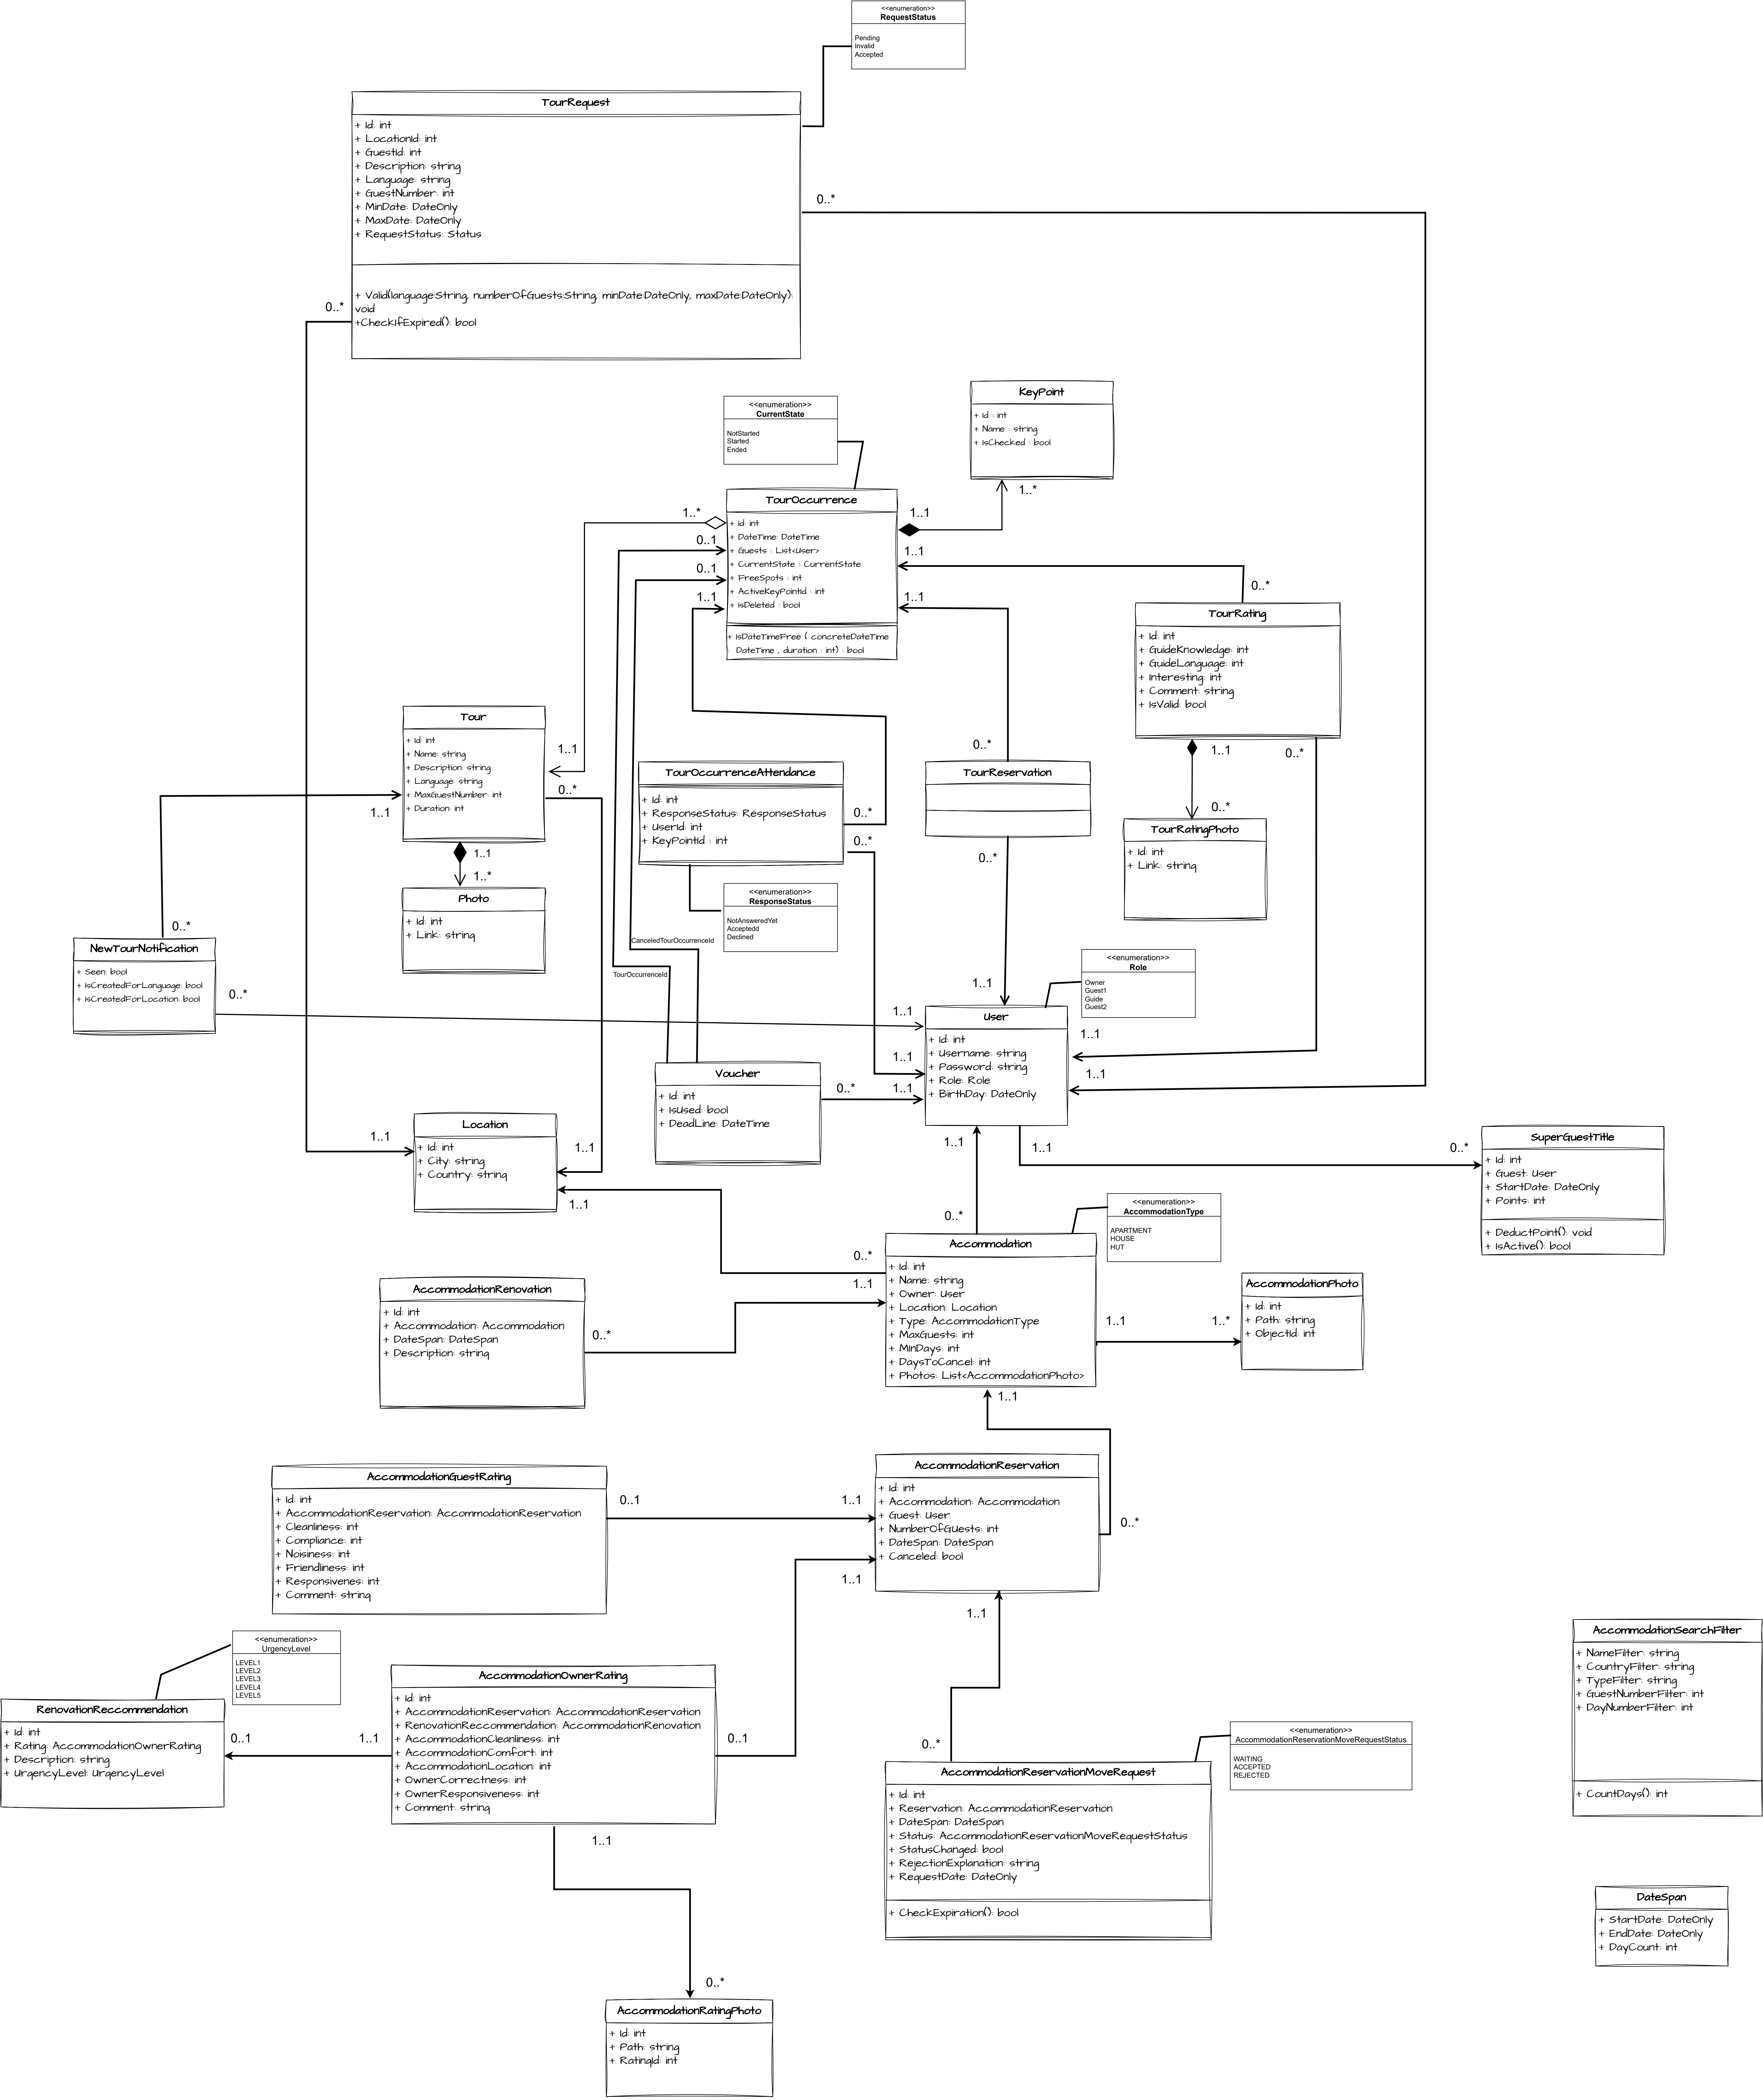 <<enumeration>>
RequestStatus
Pending
Invalid
Accepted
TourRequest
+ Id: int
+ LocationId: int
+ GuestId: int
+ Description: string
+ Language: string
+ GuestNumber: int
+ MinDate: DateOnly
+ MaxDate: DateOnly
+ RequestStatus: Status
+ Valid(language:String, numberOfGuests:String, minDate:DateOnly, maxDate:DateOnly):
void
+CheckIfExpired(): bool
0..*
0..*
<<enumeration>>
CurrentState
NotStarted
Started
Ended
KeyPoint
+ Id : int
+ Name : string
+ IsChecked : bool
1..*
TourOccurrence
+ Id: int
+ DateTime: DateTime
+ Guests : List<User>
+ CurrentState : CurrentState
+ FreeSpots : int
+ ActiveKeyPointId : int
+ IsDeleted : bool
+ IsDateTimeFree ( concreteDateTime
: DateTime , duration : int) : bool
1..*
0..1
0..1
1..1
1..1
1..1
1..1
0..*
TourRating
+ Id: int
+ GuideKnowledge: int
+ GuideLanguage: int
+ Interesting: int
+ Comment: string
+ IsValid: bool
1..1
0..*
0..*
TourRatingPhoto
+ Id: int
+ Link: string
Tour
+ Id: int
+ Name: string
+ Description: string
+ Language: string
+ MaxGuestNumber: int
+ Duration: int
1..1
0..*
1..1
1..1
1..*
Photo
+ Id: int
+ Link: string
TourOccurrenceAttendance
+ Id: int
+ ResponseStatus: ResponseStatus
+ UserId: int
+ KeyPointId : int
0..*
0..*
<<enumeration>>
ResponseStatus
NotAnsweredYet
Acceptedd
Declined
0..*
TourReservation
0..*
1..1
CanceledTourOccurrenceId
TourOccurrenceId
0..*
NewTourNotification
+ Seen: bool
+ IsCreatedForLanguage: bool
+ IsCreatedForLocation: bool
0..*
<<enumeration>>
Role
Owner
Guest1
Guide
Guest2
User
+ Id: int
+ Username: string
+ Password: string
+ Role: Role
+ BirthDay: DateOnly
1..1
1..1
1..1
1..1
1..1
1..1
1..1
Voucher
+ Id: int
+ IsUsed: bool
+ DeadLine: DateTime
0..*
Location
+ Id: int
+ City: string
+ Country: string
1..1
1..1
1..1
0..*
SuperGuestTitle
+ Id: int
+ Guest: User
+ StartDate: DateOnly
+ Points: int
+ DeductPoint(): void
+ IsActive(): bool
<<enumeration>>
AccommodationType
APARTMENT
HOUSE
HUT
0..*
Accommodation
+ Id: int
+ Name: string
+ Owner: User
+ Location: Location
+ Type: AccommodationType
+ MaxGuests: int
+ MInDays: int
+ DaysToCancel: int
+ Photos: List<AccommodationPhoto>
0..*
1..1
1..1
1..*
1..1
AccommodationPhoto
+ Id: int
+ Path: string
+ ObjectId: int
AccommodationRenovation
+ Id: int
+ Accommodation: Accommodation
+ DateSpan: DateSpan
+ Description: string
0..*
AccommodationReservation
+ Id: int
+ Accommodation: Accommodation
+ Guest: User
+ NumberOfGUests: int
+ DateSpan: DateSpan
+ Canceled: bool
0..*
1..1
1..1
1..1
AccommodationGuestRating
+ Id: int
+ AccommodationReservation: AccommodationReservation
+ Cleanliness: int
+ Compliance: int
+ Noisiness: int
+ Friendliness: int
+ Responsivenes: int
+ Comment: string
0..1
<<enumeration>>
UrgencyLevel
LEVEL1
LEVEL2
LEVEL3
LEVEL4
LEVEL5
RenovationReccommendation
+ Id: int
+ Rating: AccommodationOwnerRating
+ Description: string
+ UrgencyLevel: UrgencyLevel
0..1
1..1
AccommodationOwnerRating
+ Id: int
+ AccommodationReservation: AccommodationReservation
+ RenovationReccommendation: AccommodationRenovation
+ AccommodationCleanliness: int
+ AccommodationComfort: int
+ AccommodationLocation: int
+ OwnerCorrectness: int
+ OwnerResponsiveness: int
+ Comment: string
0..1
1..1
0..*
AccommodationRatingPhoto
+ Id: int
+ Path: string
+ RatingId: int
0..*
AccommodationReservationMoveRequest
+ Id: int
+ Reservation: AccommodationReservation
+ DateSpan: DateSpan
+ Status: AccommodationReservationMoveRequestStatus
+ StatusChanged: bool
+ RejectionExplanation: string
+ RequestDate: DateOnly
+ CheckExpiration(): bool
<<enumeration>>
AccommodationReservationMoveRequestStatus
WAITING
ACCEPTED
REJECTED
AccommodationSearchFilter
+ NameFilter: string
+ CountryFilter: string
+ TypeFilter: string
+ GuestNumberFilter: int
+ DayNumberFilter: int
+ CountDays(): int
DateSpan
+ StartDate: DateOnly
+ EndDate: DateOnly
+ DayCount: int